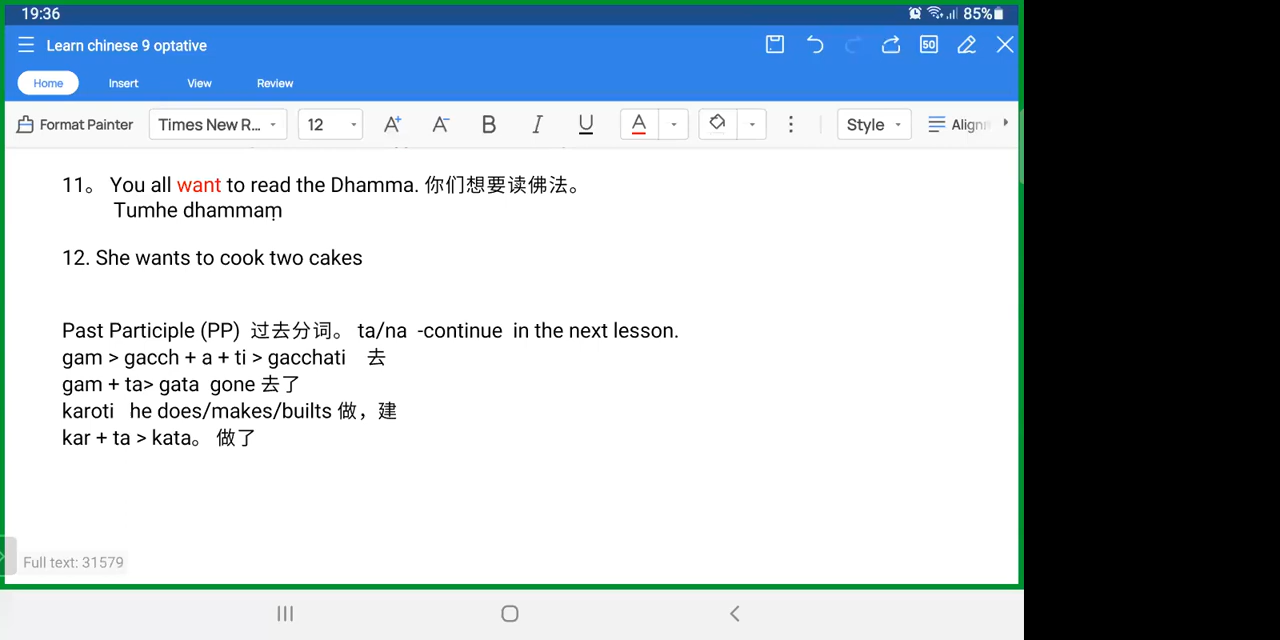 19:36
85%
Learn chinese 9 optative
50
Home Insert View Review
Format Painter Times New R... 12 A+ A- B I U A Style Align
11。 You all want to read the Dhamma. 你们想要读佛法。
Tumhe dhammaṃ
12. She wants to cook two cakes
Past Participle (PP) 过去分词。 ta/na -continue in the next lesson.
gam > gacch + a + ti > gacchati 去
gam + ta> gata gone 去了
karoti he does/makes/builts 做，建
kar + ta > kata。 做了
Full text: 31579